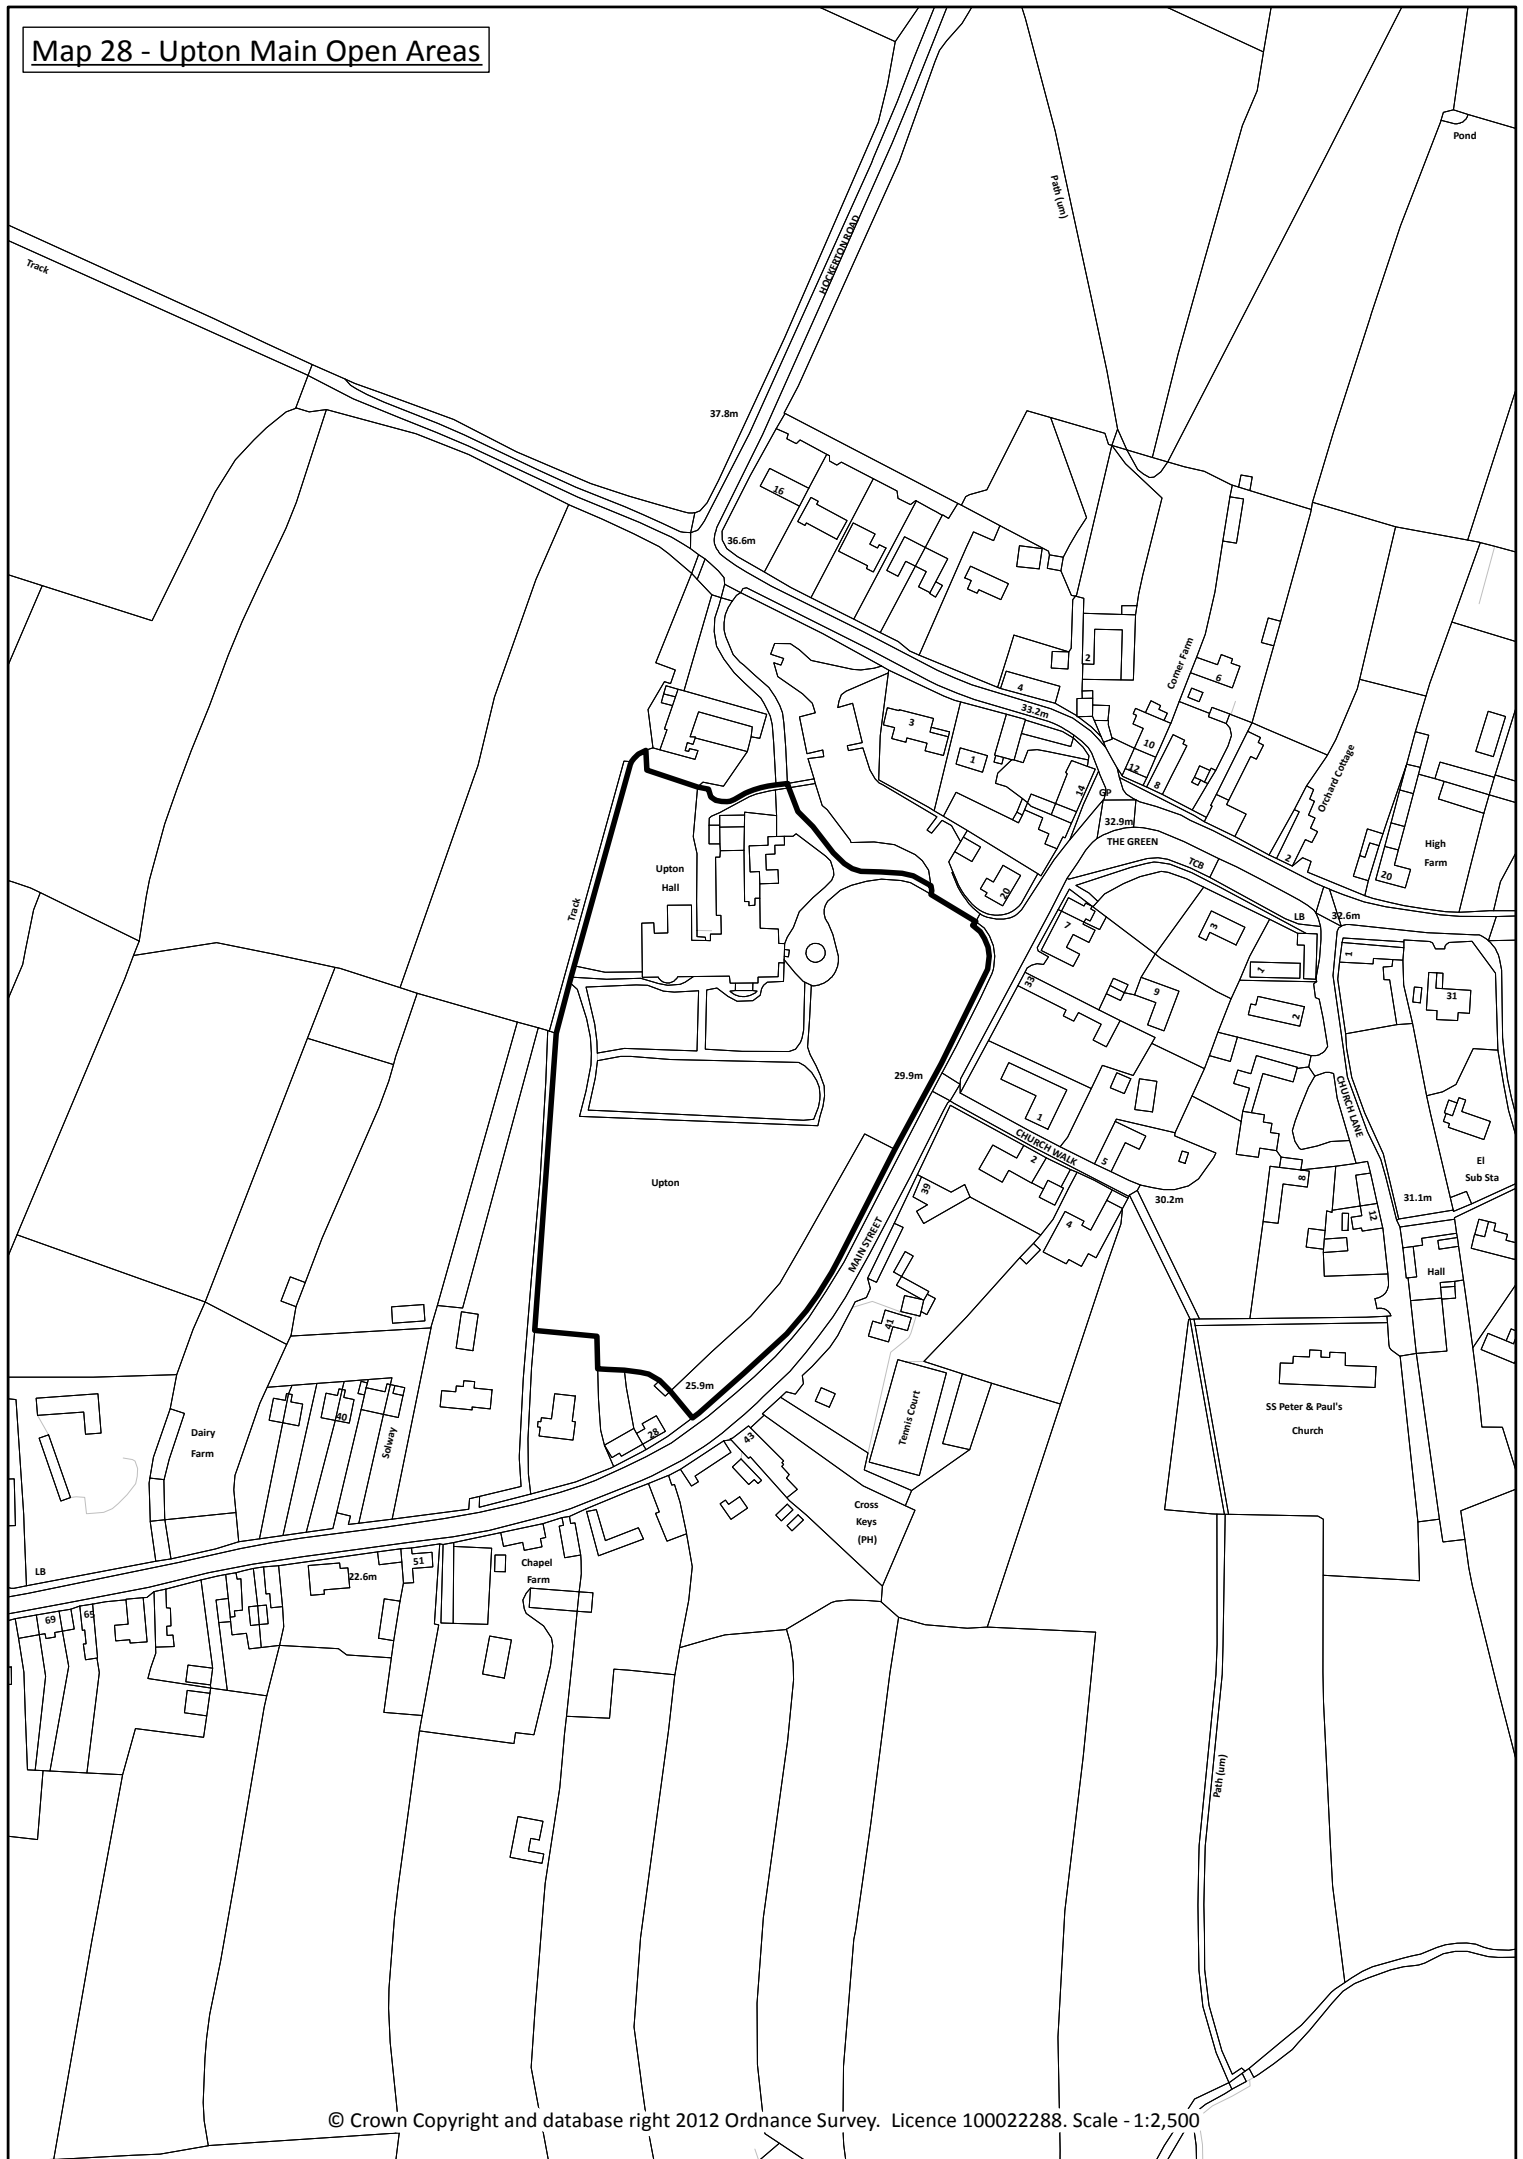 Map 28 - Upton Main Open Areas
Pond
Path (um)
HOCKERTON ROAD
Track
37.8m
16
36.6m
2
Corner Farm
6
4
33.2m
3
10
1
12
8
Orchard Cottage
14
GP
32.9m
THE GREEN
TCB
2
High
Farm
20
Upton
Hall
20
Track
LB
32.6m
7
3
1
1
33
9
31
2
29.9m
1
CHURCH LANE
CHURCH WALK
2
5
El
Sub Sta
Upton
39
8
30.2m
31.1m
12
4
MAIN STREET
Hall
41
25.9m
SS Peter & Paul's
Church
Tennis Court
40
Solway
Dairy
Farm
28
43
Cross
Keys
(PH)
LB
51
Chapel
Farm
22.6m
69
65
Path (um)
© Crown Copyright and database right 2012 Ordnance Survey. Licence 100022288. Scale - 1:2,500